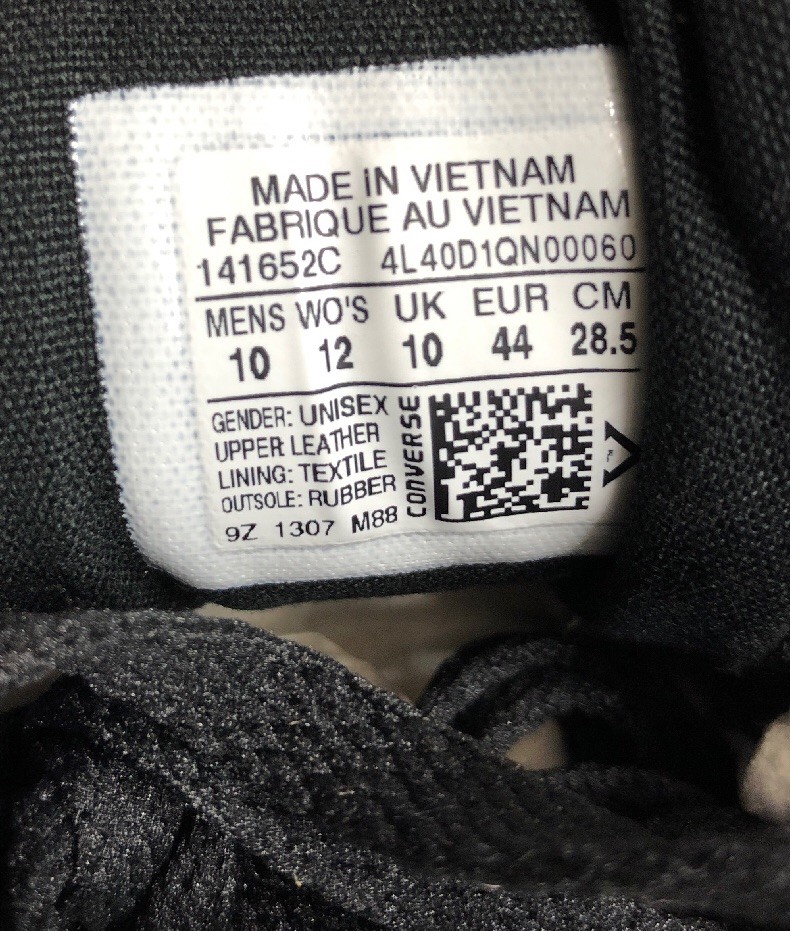 MADE iN VIETNAM
FABRIQUE AU VIETNAM
141652C 4L40D1QN00060
MENS WO'S UK EUR CM
10 12 10 44 28.5
GENDER: UNISEX
UPPER LEATHER
LINING: TEXTILE
OUTSOLE: RUBBER
9Z 1307 M88
CONVERSE